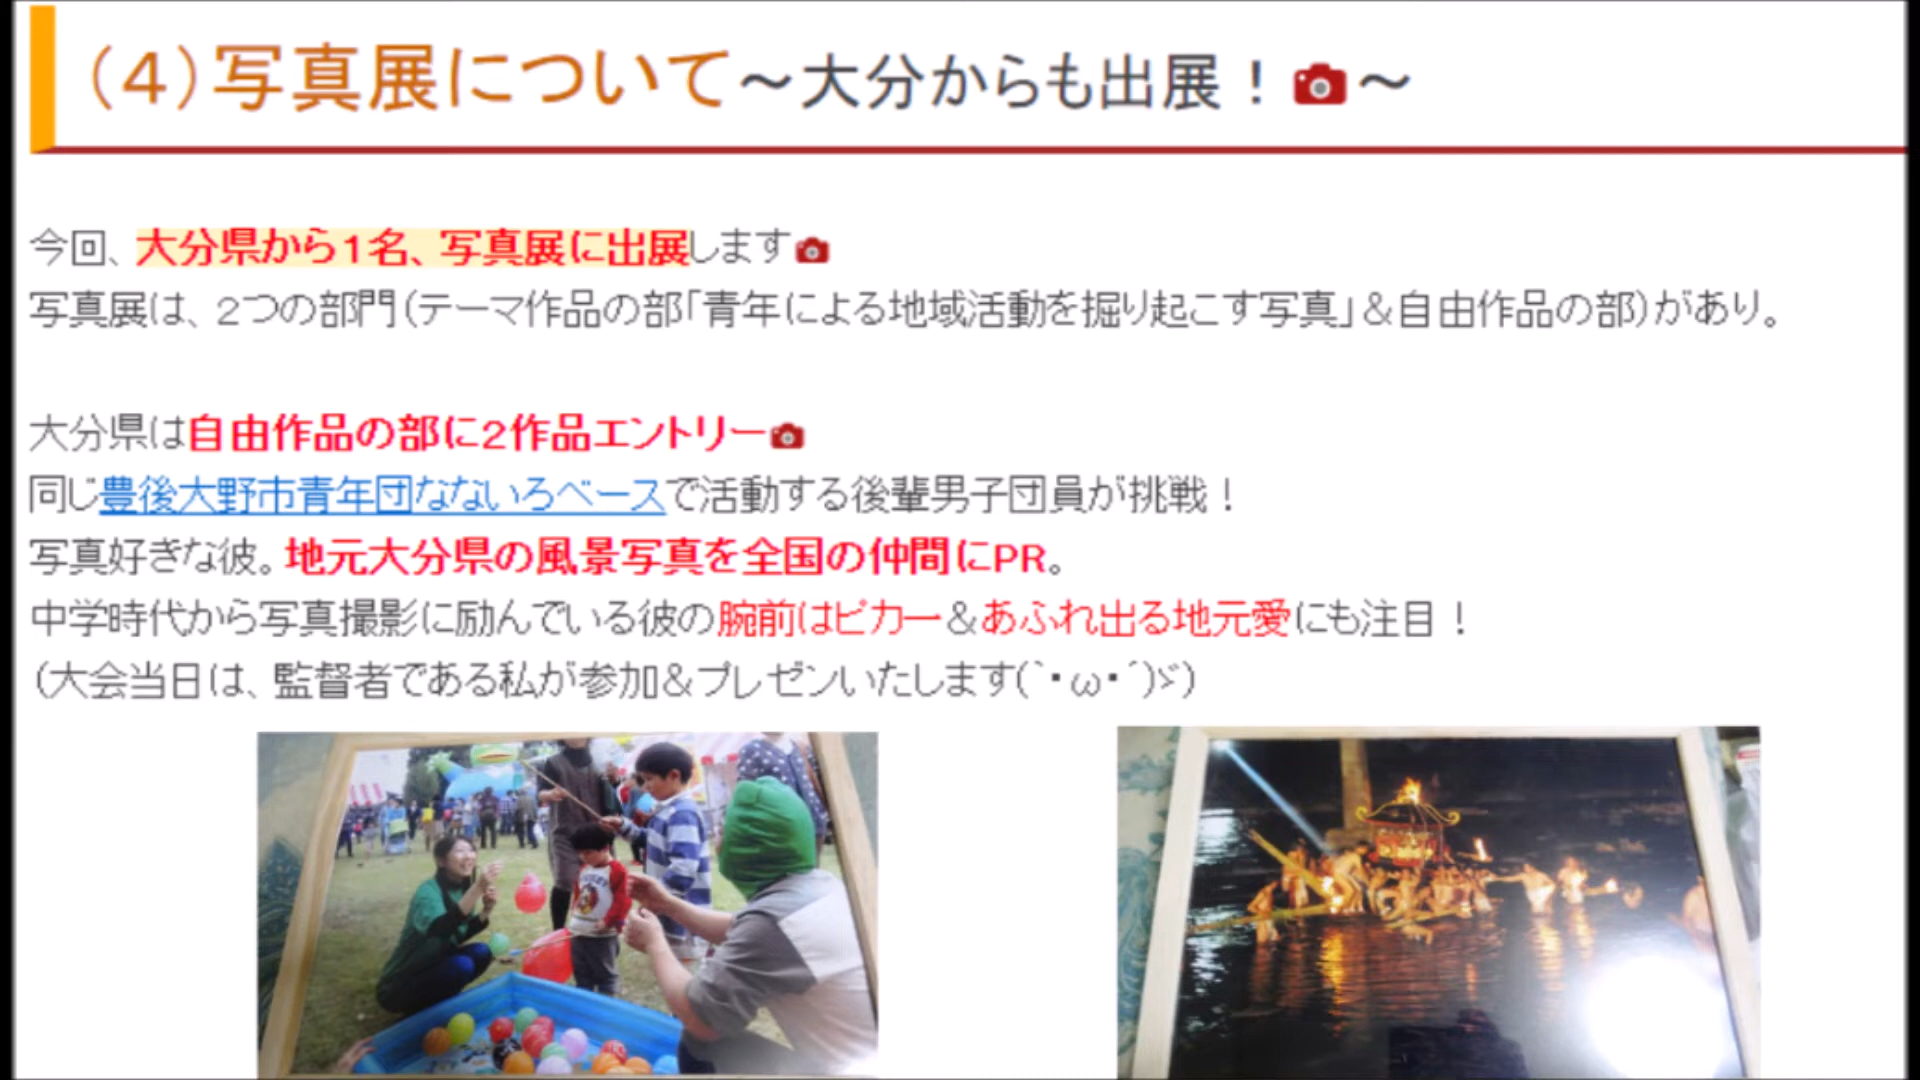 （４）写真展について～大分からも出展！～
今回、大分県から1名、写真展に出展します
写真展は、2つの部門（テーマ作品の部「青年による地域活動を掘り起こす写真」＆自由作品の部）があり。
大分県は自由作品の部に2作品エントリー
同じ豊後大野市青年団なないろベースで活動する後輩男子団員が挑戦！
写真好きな彼。地元大分県の風景写真を全国の仲間にPR。
中学時代から写真撮影に励んでいる彼の腕前はピカ一＆あふれ出る地元愛にも注目！
（大会当日は、監督者である私が参加＆プレゼンいたします(｀・ω・´)ゞ）